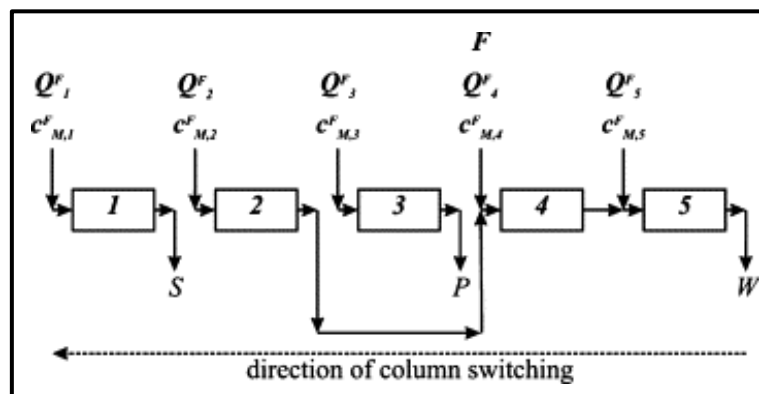 F
Q^F_1 Q^F_2 Q^F_3 Q^F_4 Q^F_5
c^F_M,1 c^F_M,2 c^F_M,3 c^F_M,4 c^F_M,5
1 2 3 4 5
S P W
direction of column switching